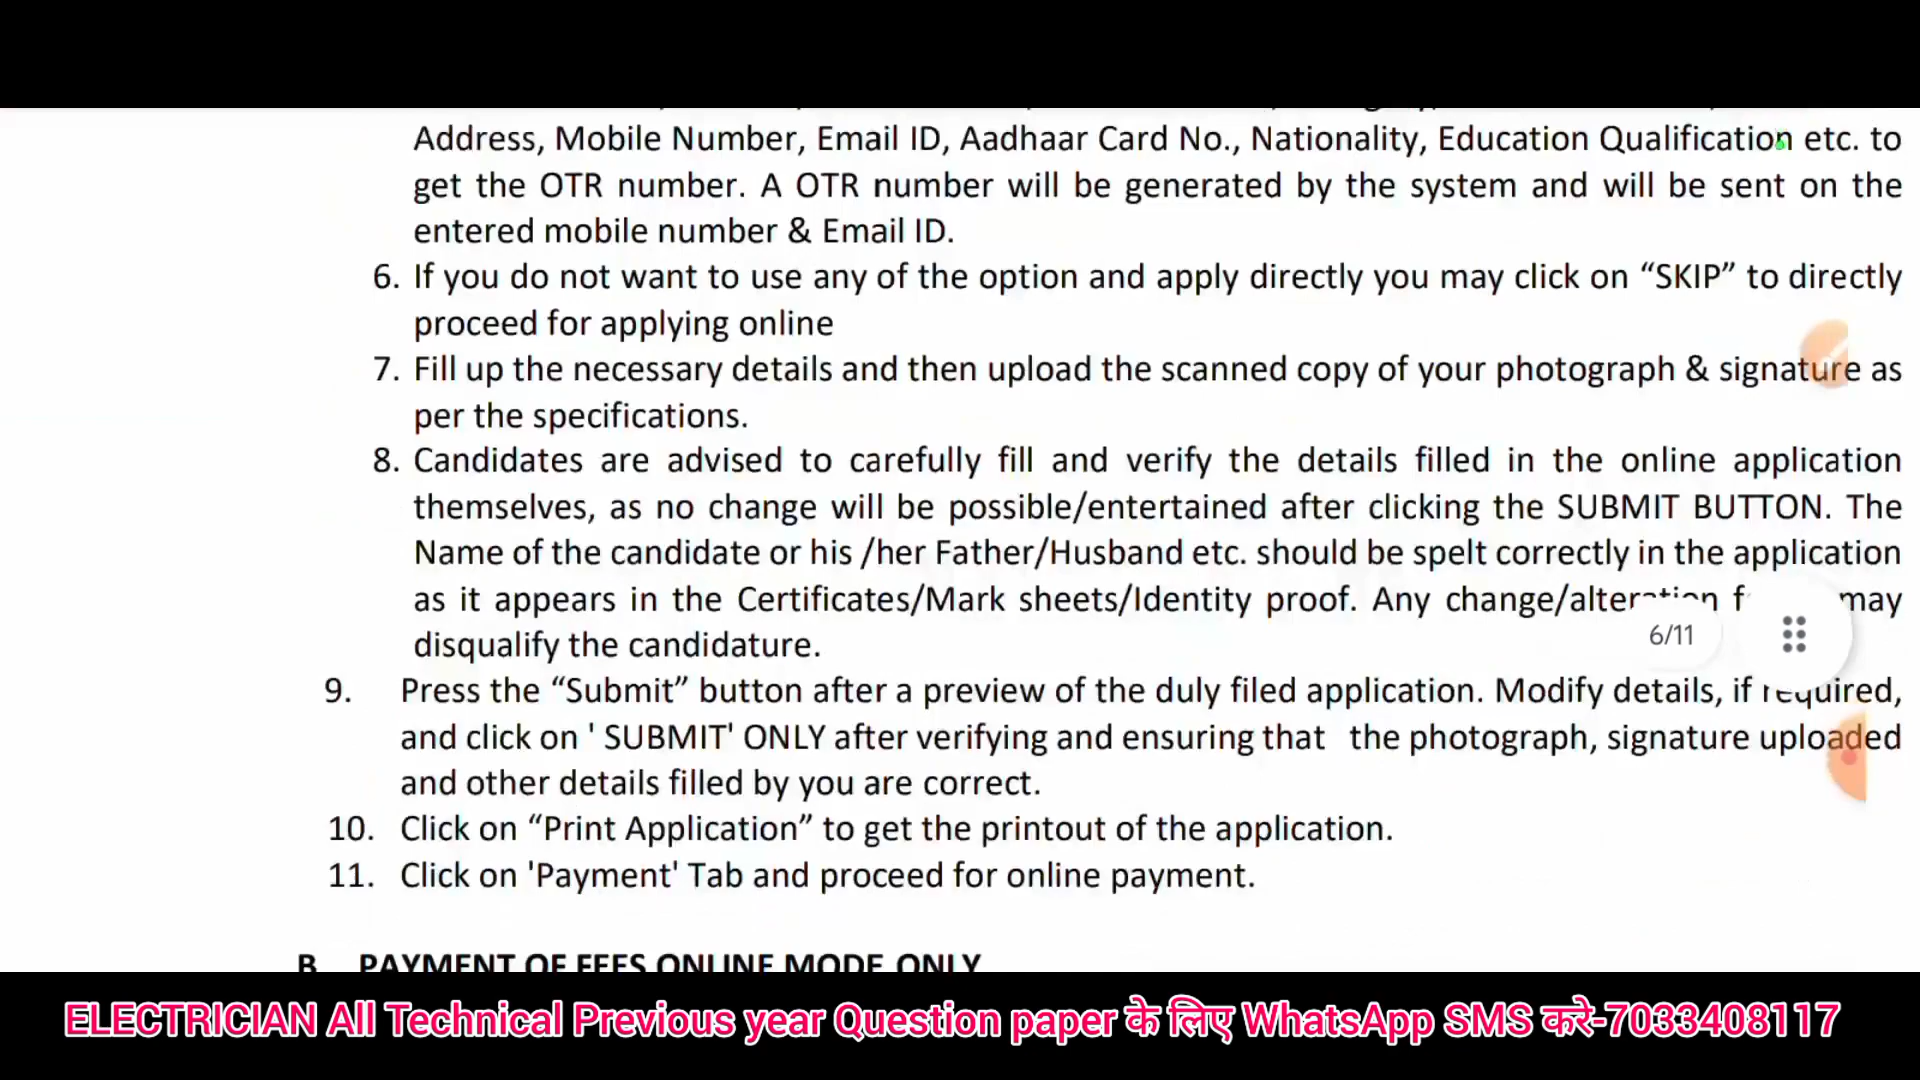 Address, Mobile Number, Email ID, Aadhaar Card No., Nationality, Education Qualification etc. to
get the OTR number. A OTR number will be generated by the system and will be sent on the
entered mobile number & Email ID.
6. If you do not want to use any of the option and apply directly you may click on “SKIP” to directly
proceed for applying online
7. Fill up the necessary details and then upload the scanned copy of your photograph & signature as
per the specifications.
8. Candidates are advised to carefully fill and verify the details filled in the online application
themselves, as no change will be possible/entertained after clicking the SUBMIT BUTTON. The
Name of the candidate or his /her Father/Husband etc. should be spelt correctly in the application
as it appears in the Certificates/Mark sheets/Identity proof. Any change/alteration may
disqualify the candidature.
6/11
9. Press the “Submit” button after a preview of the duly filed application. Modify details, if required,
and click on ' SUBMIT' ONLY after verifying and ensuring that the photograph, signature uploaded
and other details filled by you are correct.
10. Click on “Print Application” to get the printout of the application.
11. Click on 'Payment' Tab and proceed for online payment.
B PAYMENT OF FEES ONLINE MODE ONLY
ELECTRICIAN All Technical Previous year Question paper के लिए WhatsApp SMS करे-7033408117